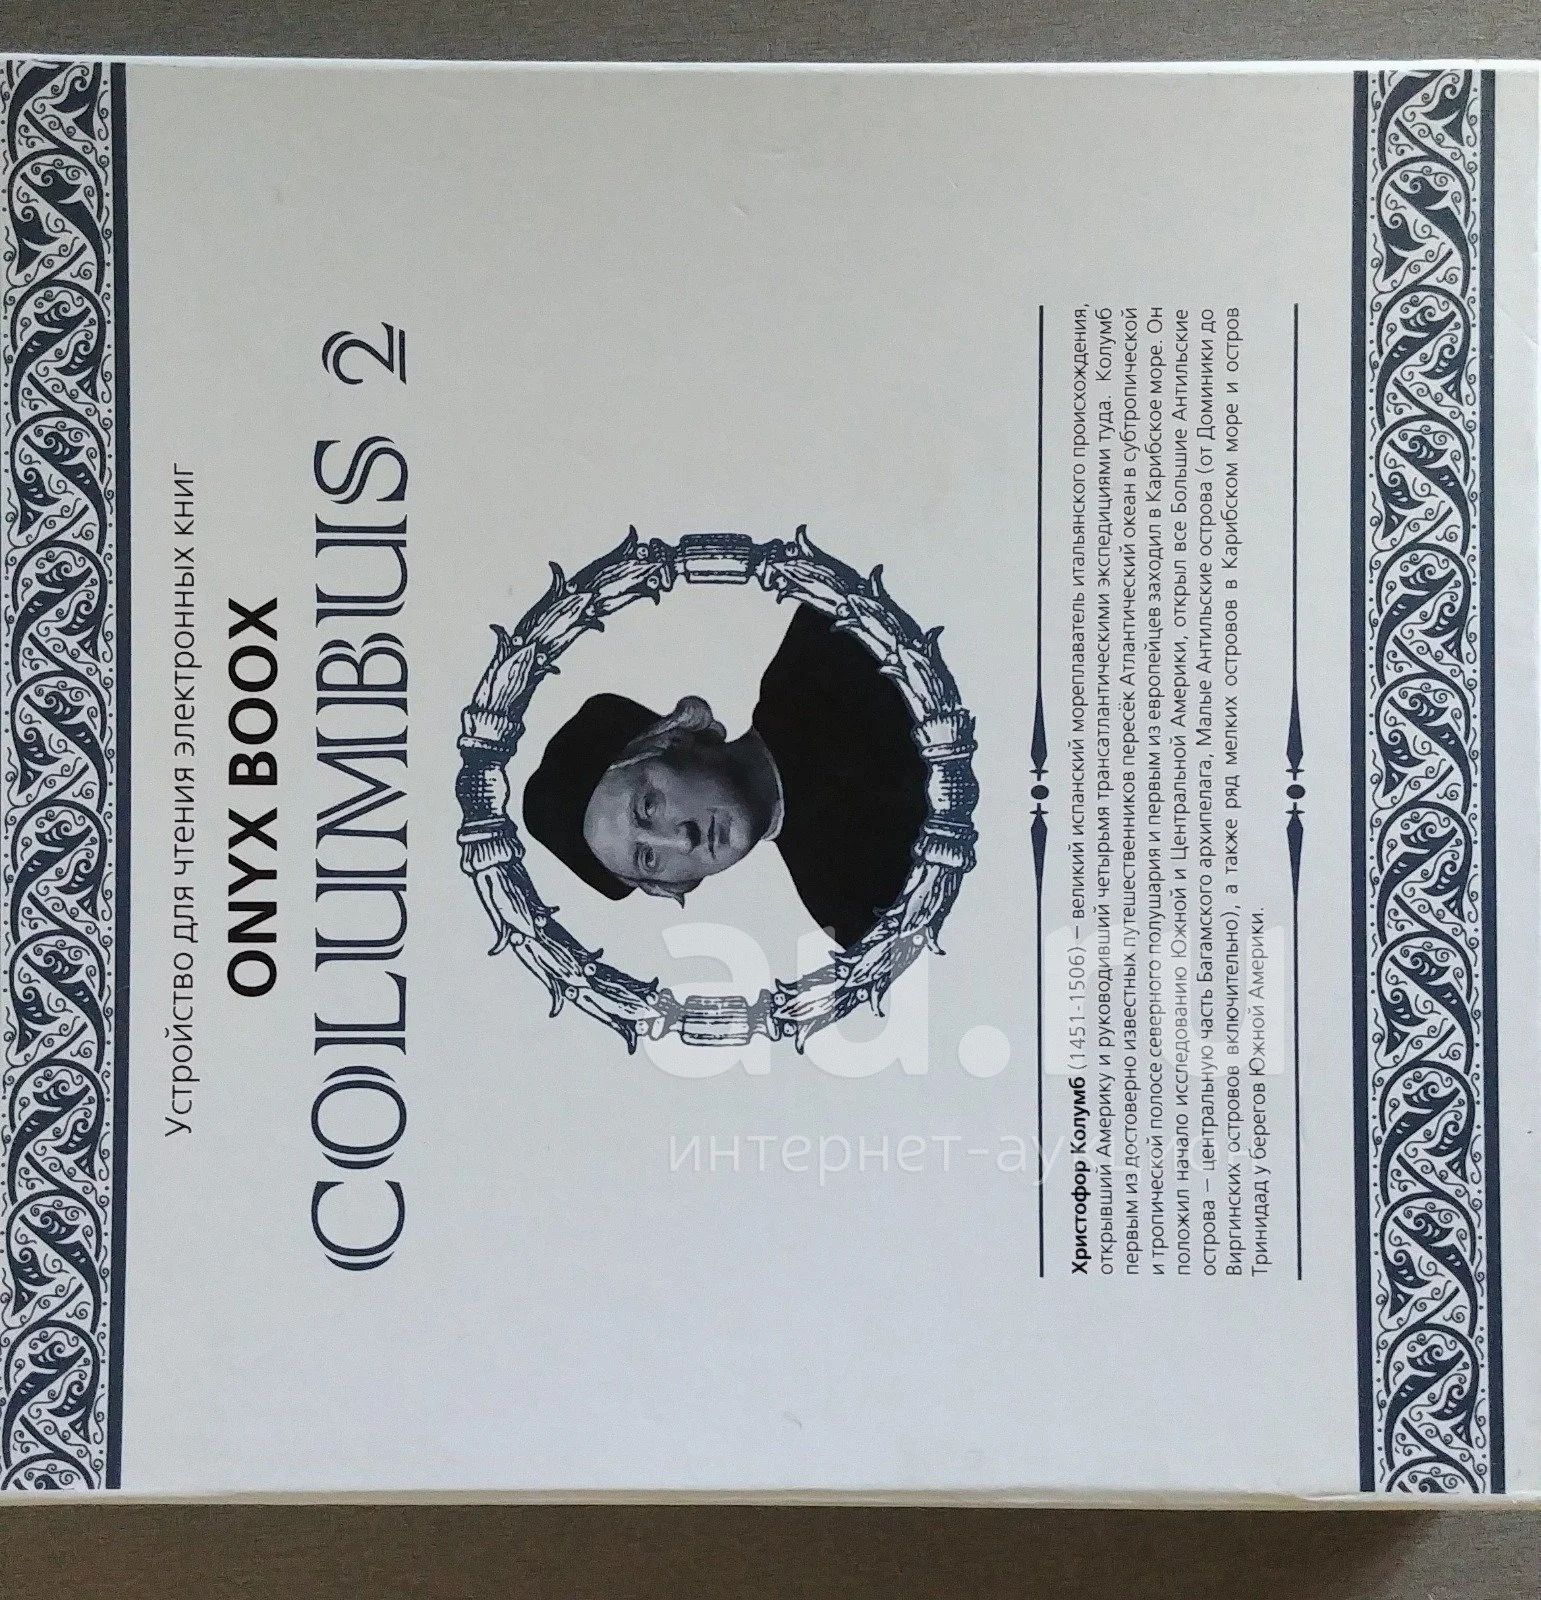 Устройство для чтения электронных книг
ONYX BOOX
COLUMBUS 2
Христофор Колумб (1451-1506) – великий испанский мореплаватель итальянского происхождения,
открывший Америку и руководивший четырьмя трансатлантическими экспедициями туда. Колумб
первым из достоверно известных путешественников пересёк Атлантический океан в субтропической
и тропической полосе северного полушария и первым из европейцев заходил в Карибское море. Он
положил начало исследованию Южной и Центральной Америки, открыл все Большие Антильские
острова – центральную часть Багамского архипелага, Малые Антильские острова (от Доминики до
Виргинских островов включительно), а также ряд мелких островов в Карибском море и остров
Тринидад у берегов Южной Америки.
au.ru
интернет-аукцион